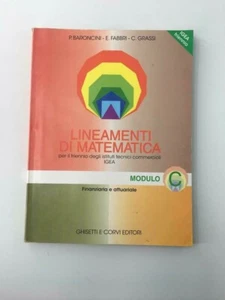 P. BARONCINI - E. FABBRI - C. GRASSI
IDEA
LINEAMENTI
DI MATEMATICA
per il triennio degli istituti tecnici commerciali
IGEA
MODULO
C
Finanziaria e attuariale
GHISETTI E CORVI EDITORI